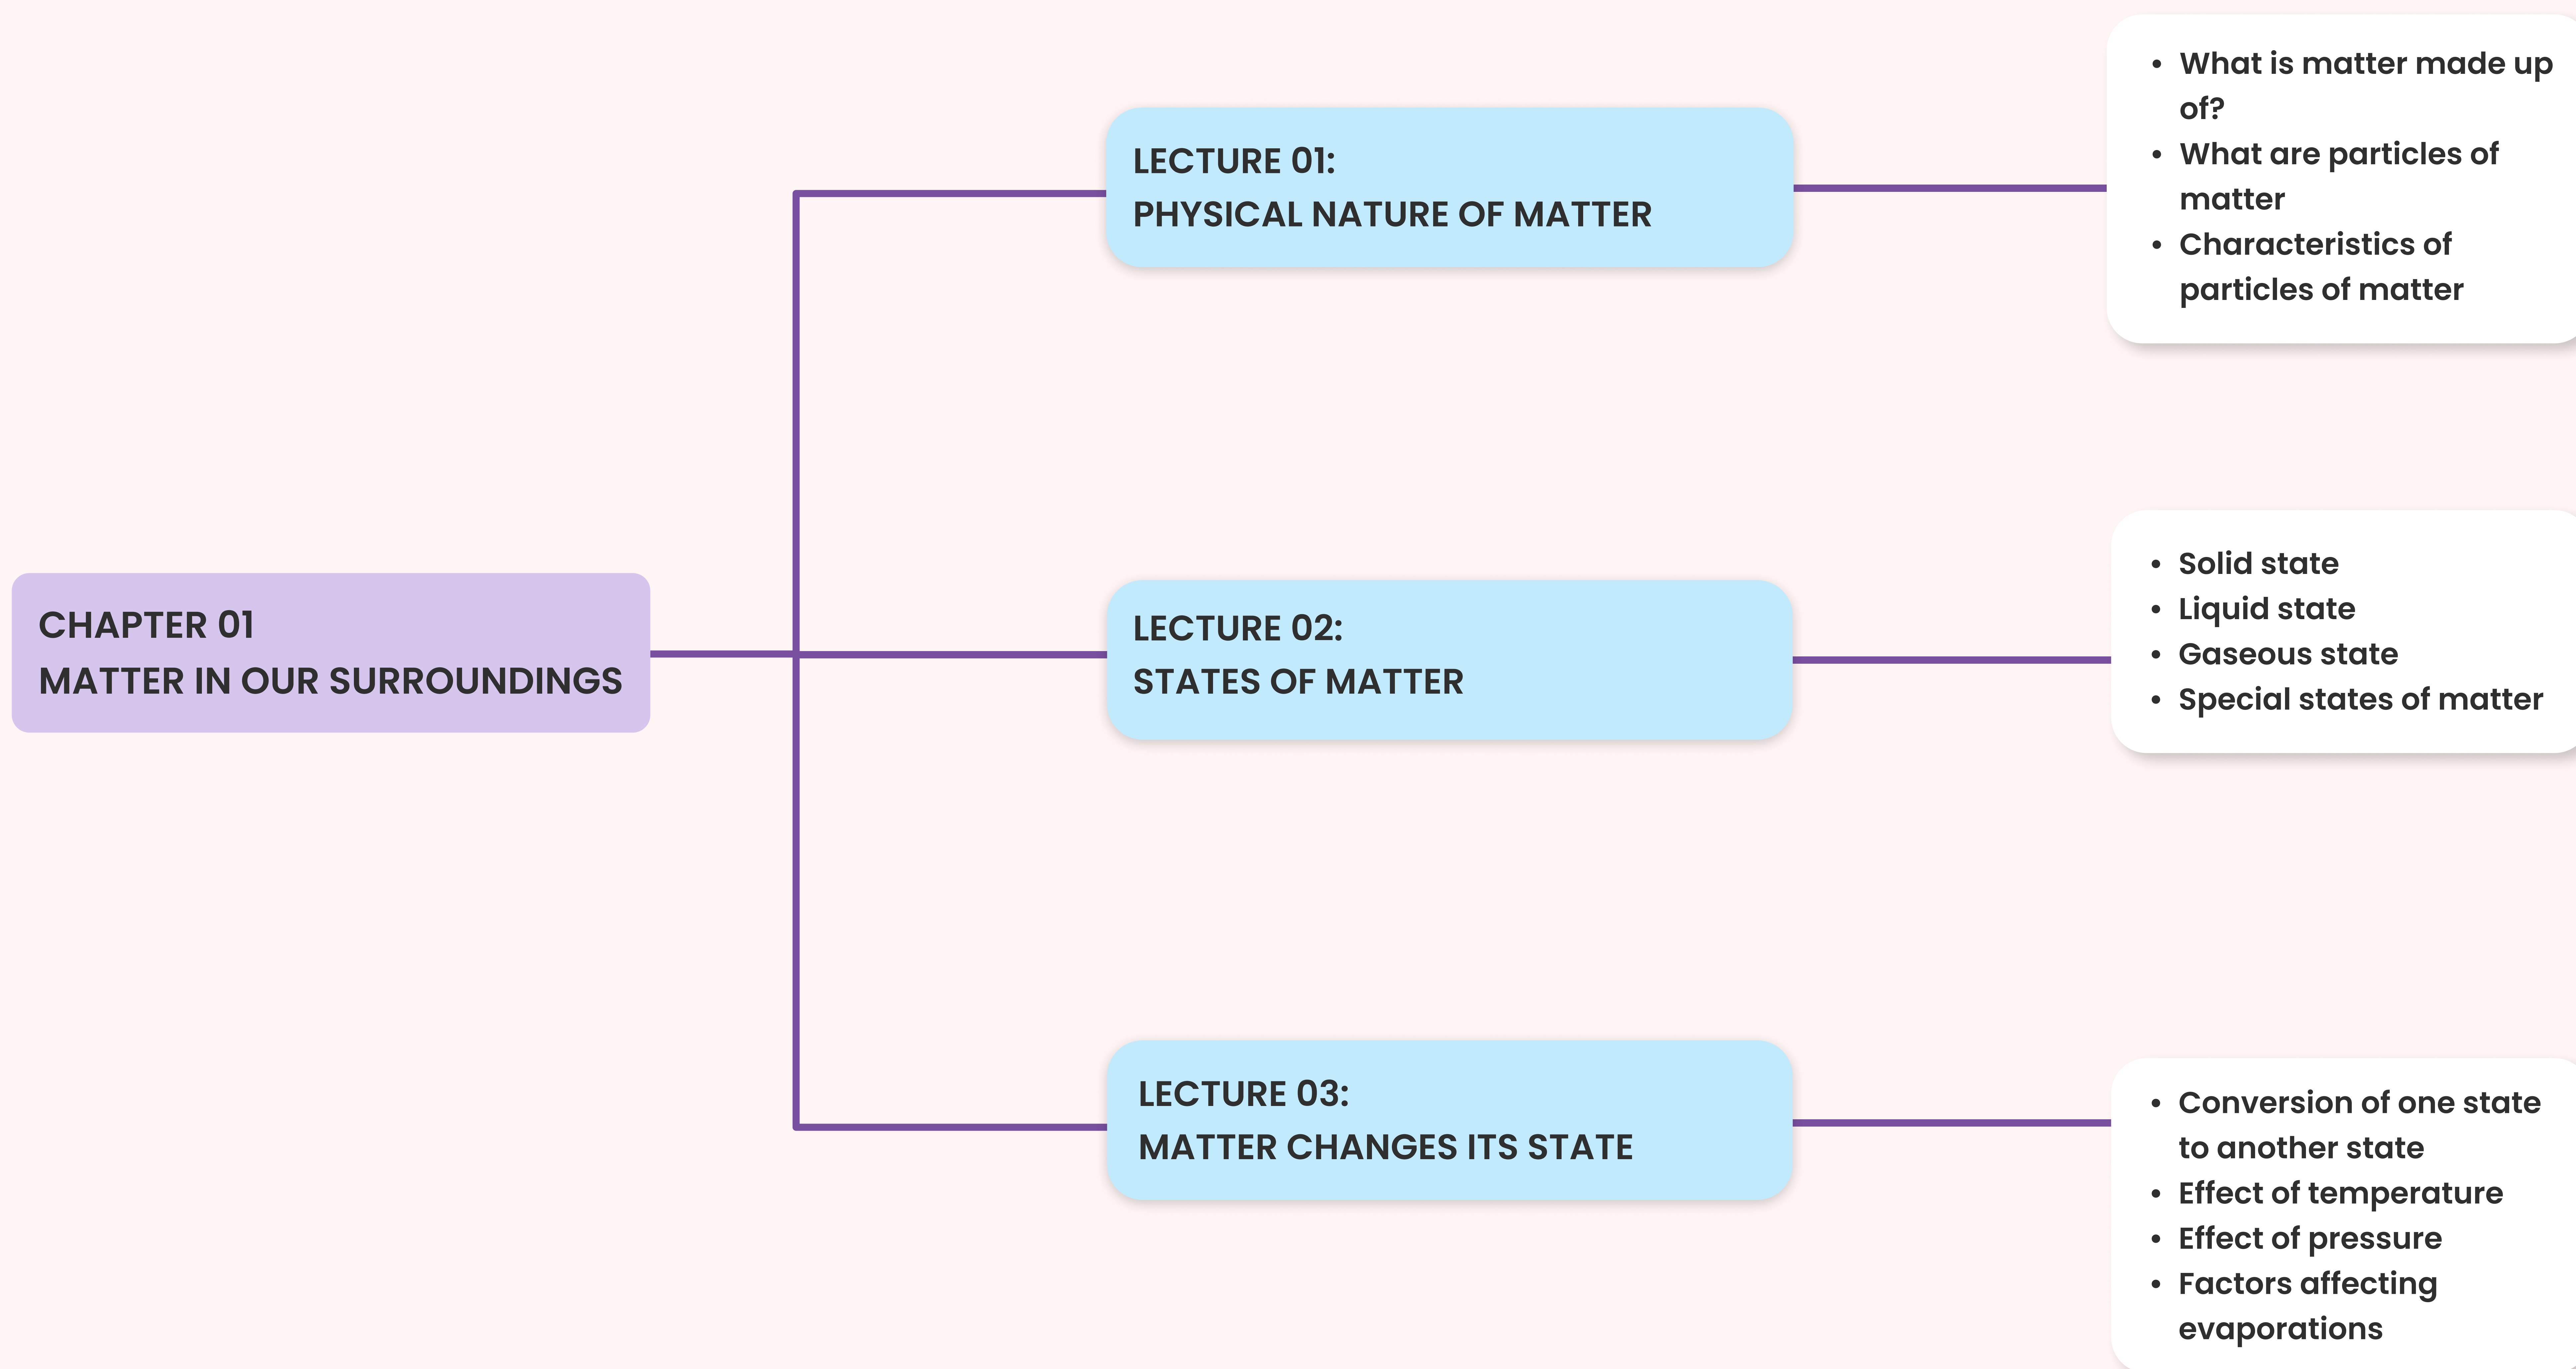 CHAPTER 01
MATTER IN OUR SURROUNDINGS
LECTURE 01:
PHYSICAL NATURE OF MATTER
• What is matter made up
of?
• What are particles of
matter
• Characteristics of
particles of matter
LECTURE 02:
STATES OF MATTER
• Solid state
• Liquid state
• Gaseous state
• Special states of matter
LECTURE 03:
MATTER CHANGES ITS STATE
• Conversion of one state
to another state
• Effect of temperature
• Effect of pressure
• Factors affecting
evaporations